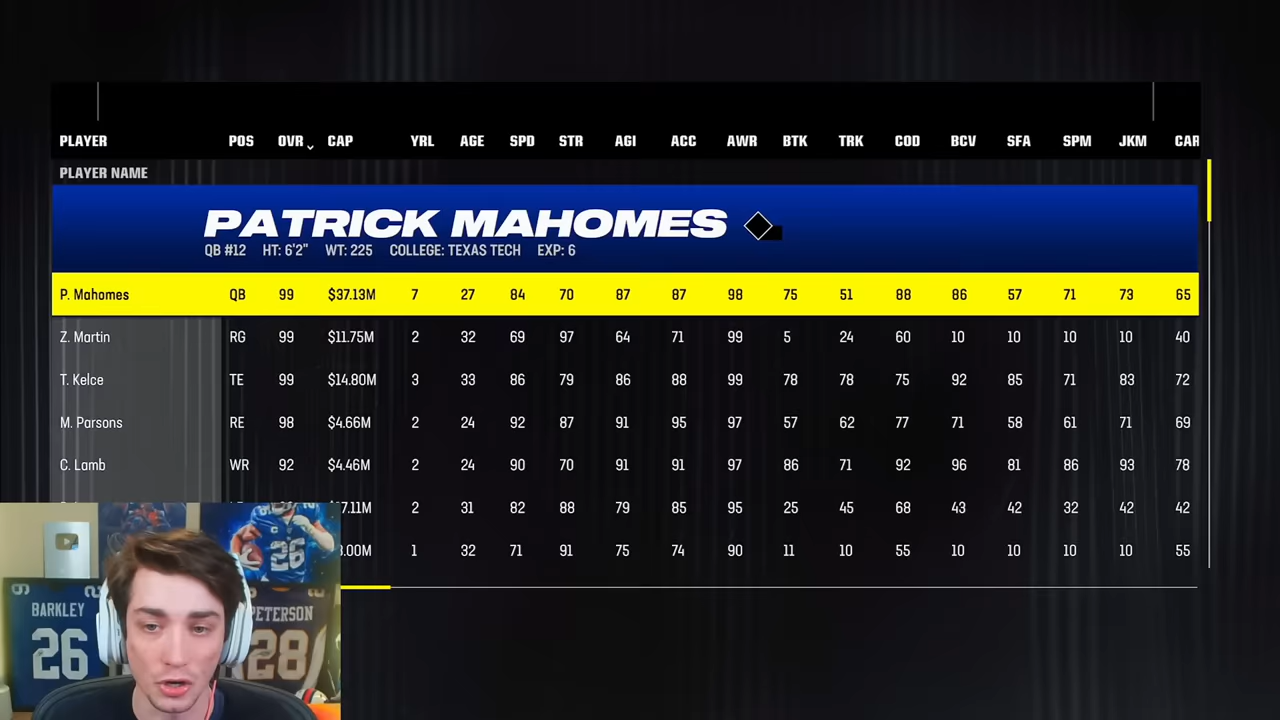 PLAYER POS OVR CAP YRL AGE SPD STR AGI ACC AWR BTK TRK COD BCV SFA SPM JKM CAR
PLAYER NAME
PATRICK MAHOMES
QB #12 HT: 6'2" WT: 225 COLLEGE: TEXAS TECH EXP: 6
P. Mahomes QB 99 $37.13M 7 27 84 70 87 87 98 75 51 88 86 57 71 73 65
Z. Martin RG 99 $11.75M 2 32 69 97 64 71 99 5 24 60 10 10 10 10 40
T. Kelce TE 99 $14.80M 3 33 86 79 86 88 99 78 78 75 92 85 71 83 72
M. Parsons RE 98 $4.66M 2 24 92 87 91 95 97 57 62 77 71 58 61 71 69
C. Lamb WR 92 $4.46M 2 24 90 70 91 91 97 86 71 92 96 81 86 93 78
7.11M 2 31 82 88 79 85 95 25 45 68 43 42 32 42 42
.00M 1 32 71 91 75 74 90 11 10 55 10 10 10 10 55
26
BARKLEY
26
PETERSON
28